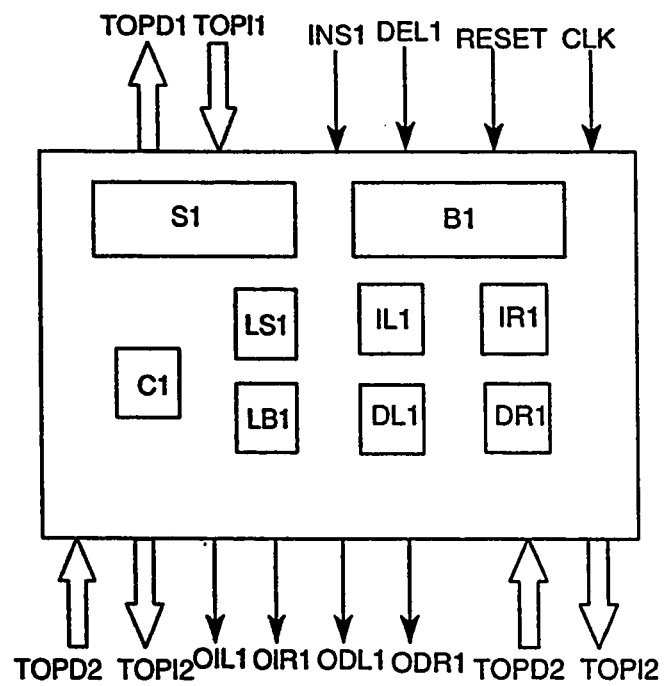 TOPD1 TOPI1 INS1 DEL1 RESET CLK
S1 B1
LS1 IL1 IR1
C1
LB1 DL1 DR1
TOPD2 TOPI2 OIL1 OIR1 ODL1 ODR1 TOPD2 TOPI2